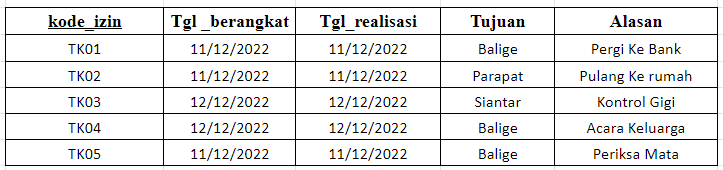 kode_izin Tgl _berangkat Tgl_realisasi Tujuan Alasan
TK01 11/12/2022 11/12/2022 Balige Pergi Ke Bank
TK02 11/12/2022 11/12/2022 Parapat Pulang Ke rumah
TK03 12/12/2022 12/12/2022 Siantar Kontrol Gigi
TK04 12/12/2022 12/12/2022 Balige Acara Keluarga
TK05 11/12/2022 11/12/2022 Balige Periksa Mata